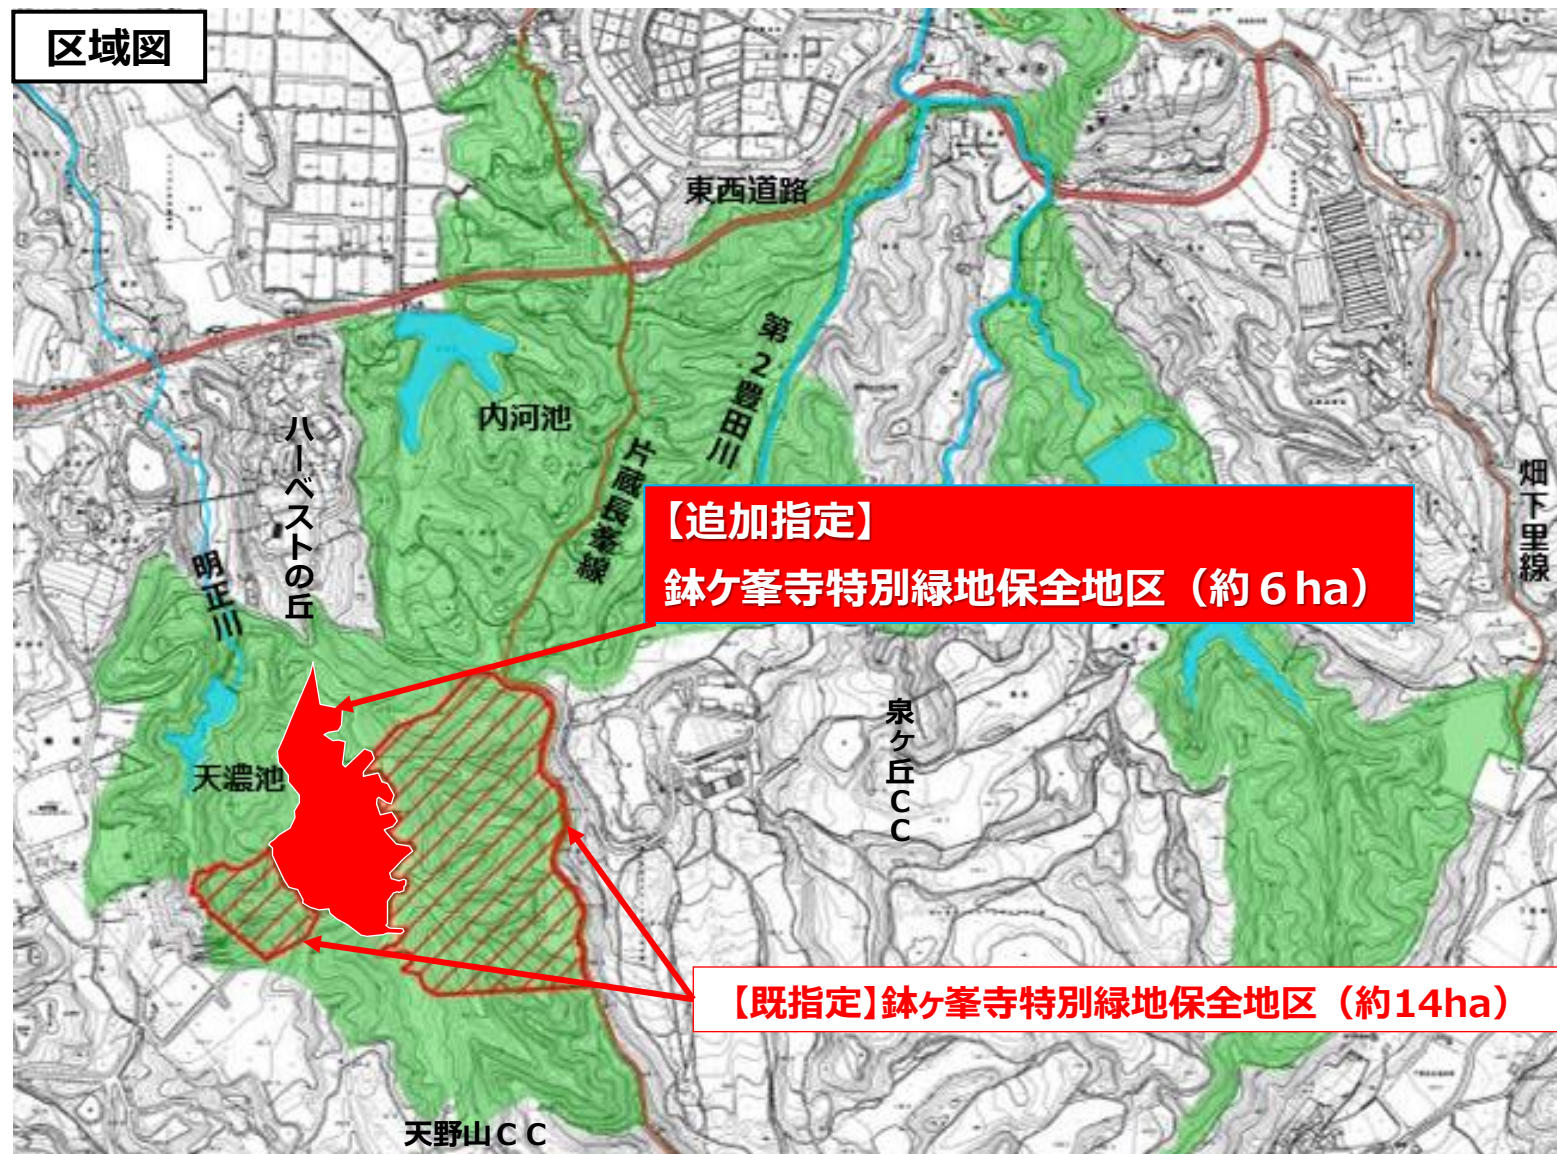 区域図
東西道路
第2豊田川
内河池
片蔵長峯線
ハーベストの丘
明正川
畑下里線
【追加指定】
鉢ケ峯寺特別緑地保全地区（約６ha）
泉ヶ丘ＣＣ
天濃池
【既指定】鉢ヶ峯寺特別緑地保全地区（約14ha）
天野山ＣＣ